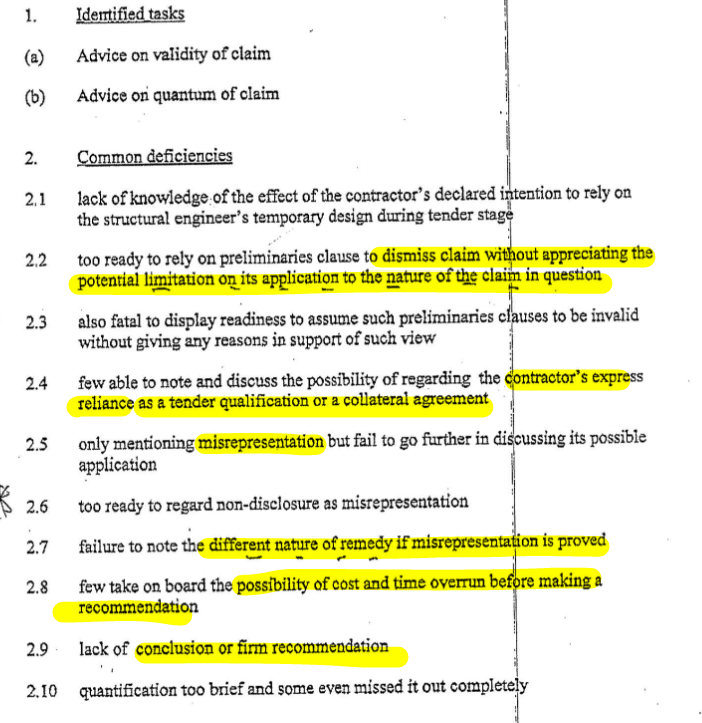 1. Identified tasks
(a) Advice on validity of claim
(b) Advice on quantum of claim
2. Common deficiencies
2.1 lack of knowledge of the effect of the contractor's declared intention to rely on
the structural engineer's temporary design during tender stage
2.2 too ready to rely on preliminaries clause to dismiss claim without appreciating the
potential limitation on its application to the nature of the claim in question
2.3 also fatal to display readiness to assume such preliminaries clauses to be invalid
without giving any reasons in support of such view
2.4 few able to note and discuss the possibility of regarding the contractor's express
reliance as a tender qualification or a collateral agreement
2.5 only mentioning misrepresentation but fail to go further in discussing its possible
application
2.6 too ready to regard non-disclosure as misrepresentation
2.7 failure to note the different nature of remedy if misrepresentation is proved
2.8 few take on board the possibility of cost and time overrun before making a
recommendation
2.9 lack of conclusion or firm recommendation
2.10 quantification too brief and some even missed it out completely